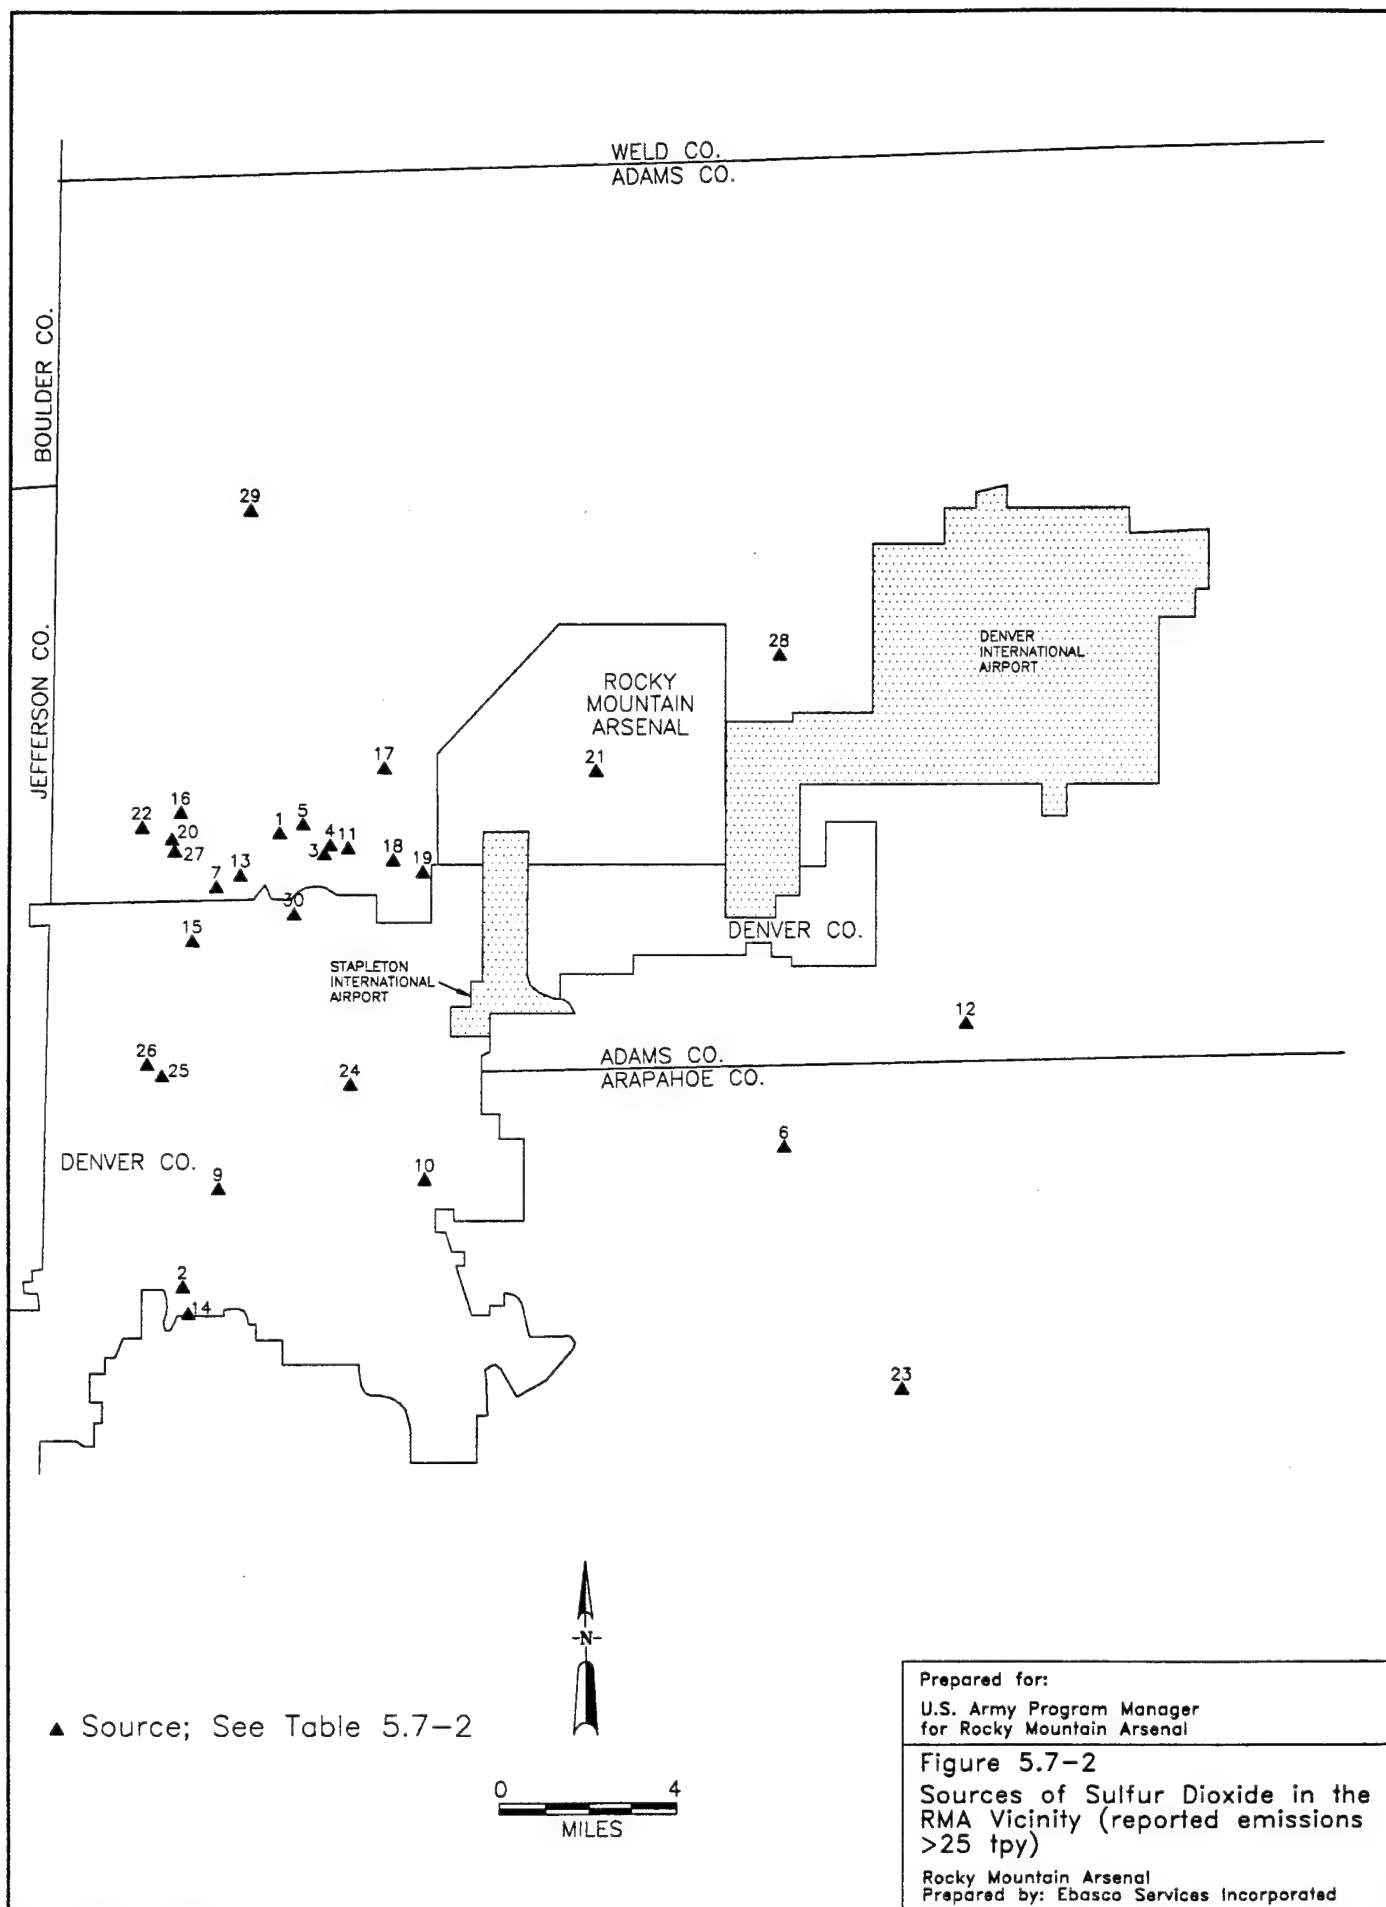 WELD CO.
ADAMS CO.
BOULDER CO.
JEFFERSON CO.
29
28
DENVER
INTERNATIONAL
AIRPORT
ROCKY
MOUNTAIN
ARSENAL
17
21
16
22
20
27
1
5
4
11
3
18
19
13
7
30
15
DENVER CO.
STAPLETON
INTERNATIONAL
AIRPORT
12
26
25
24
ADAMS CO.
ARAPAHOE CO.
6
DENVER CO.
9
10
2
14
23
-N-
▲ Source; See Table 5.7-2
0 4
MILES
Prepared for:
U.S. Army Program Manager
for Rocky Mountain Arsenal
Figure 5.7-2
Sources of Sulfur Dioxide in the
RMA Vicinity (reported emissions
>25 tpy)
Rocky Mountain Arsenal
Prepared by: Ebasco Services Incorporated